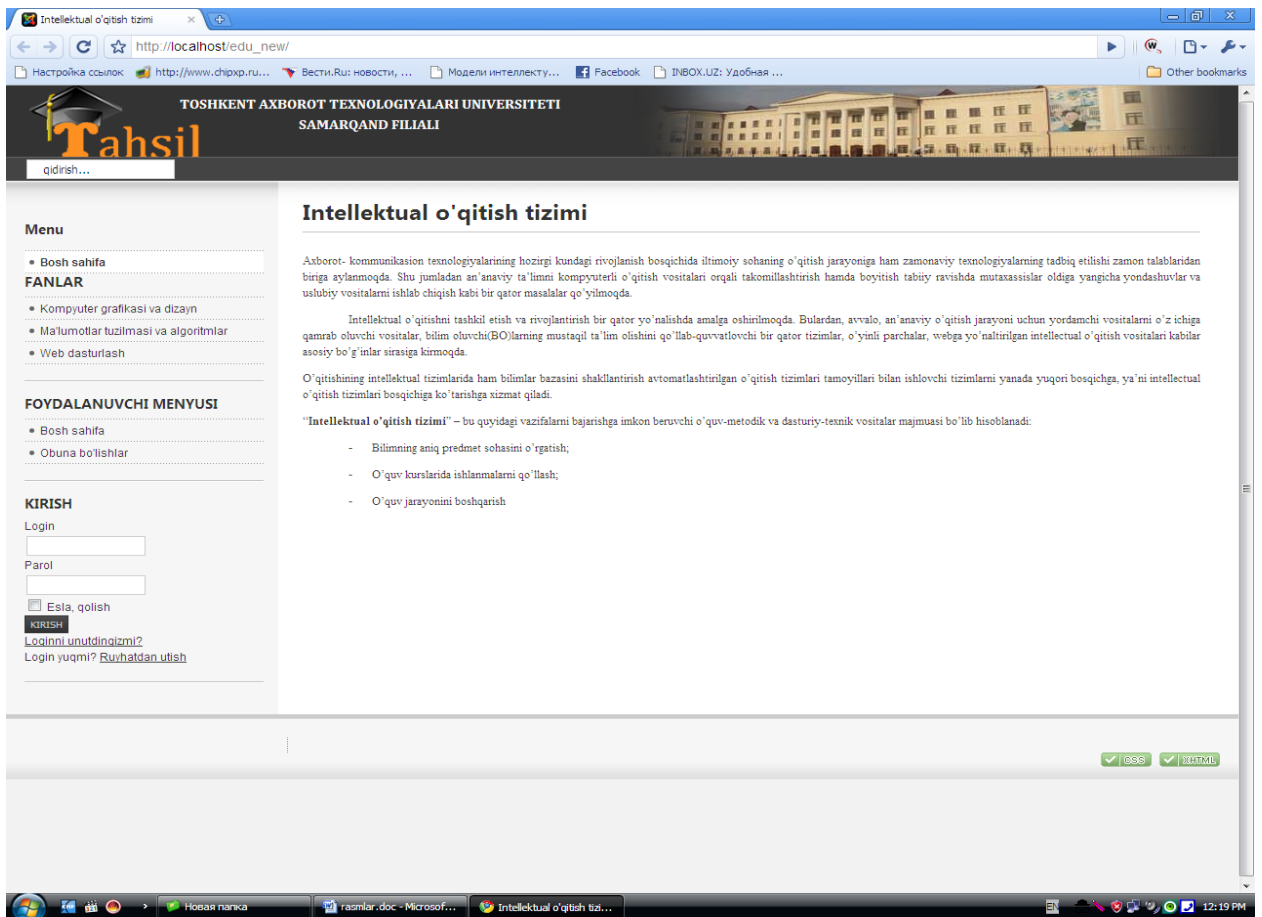 Intellektual o'qitish tizimi
http://localhost/edu_new/
Настройка ссылок
http://www.chipxp.ru...
Вести.Ru: новости, ...
Модели интеллекту...
Facebook
INBOX.UZ: Удобная ...
Other bookmarks
Tahsil
TOSHKENT AXBOROT TEXNOLOGIYALARI UNIVERSITETI
SAMARQAND FILIALI
qidirish...
Menu
Bosh sahifa
FANLAR
Kompyuter grafikasi va dizayn
Ma'lumotlar tuzilmasi va algoritmlar
Web dasturlash
FOYDALANUVCHI MENYUSI
Bosh sahifa
Obuna bo'lishlar
KIRISH
Login
Parol
Esla, qolish
KIRISH
Loginni unutdingizmi?
Login yuqmi? Ruyhatdan utish
Intellektual o'qitish tizimi
Axborot- kommunikasion texnologiyalarining hozirgi kundagi rivojlanish bosqichida iltimoiy sohaning o'qitish jarayoniga ham zamonaviy texnologiyalarning tadbiq etilishi zamon talablaridan
biriga aylanmoqda. Shu jumladan an'anaviy ta'limni kompyuterli o'qitish vositalari orqali takomillashtirish hamda boyitish tabiiy ravishda mutaxassislar oldiga yangicha yondashuvlar va
uslubiy vositalarni ishlab chiqish kabi bir qator masalalar qo'yilmoqda.
Intellektual o'qitishni tashkil etish va rivojlantirish bir qator yo'nalishda amalga oshirilmoqda. Bulardan, avvalo, an'anaviy o'qitish jarayoni uchun yordamchi vositalarni o'z ichiga
qamrab oluvchi vositalar, bilim oluvchi(BO)larning mustaqil ta'lim olishini qo'llab-quvvatlovchi bir qator tizimlar, o'yinli parchalar, webga yo'naltirilgan intellectual o'qitish vositalari kabilar
asosiy bo'g'inlar sirasiga kirmoqda.
O'qitishining intellektual tizimlarida ham bilimlar bazasini shakllantirish avtomatlashtirilgan o'qitish tizimlari tamoyillari bilan ishlovchi tizimlarni yanada yuqori bosqichga, ya'ni intellectual
o'qitish tizimlari bosqichiga ko'tarishga xizmat qiladi.
"Intellektual o'qitish tizimi" – bu quyidagi vazifalarni bajarishga imkon beruvchi o'quv-metodik va dasturiy-texnik vositalar majmuasi bo'lib hisoblanadi:
- Bilimning aniq predmet sohasini o'rgatish;
- O'quv kurslarida ishlanmalarni qo'llash;
- O'quv jarayonini boshqarish
CSS
XHTML
Новая папка
rasmlar.doc - Microsof...
Intellektual o'qitish tizi...
EN
12:19 PM